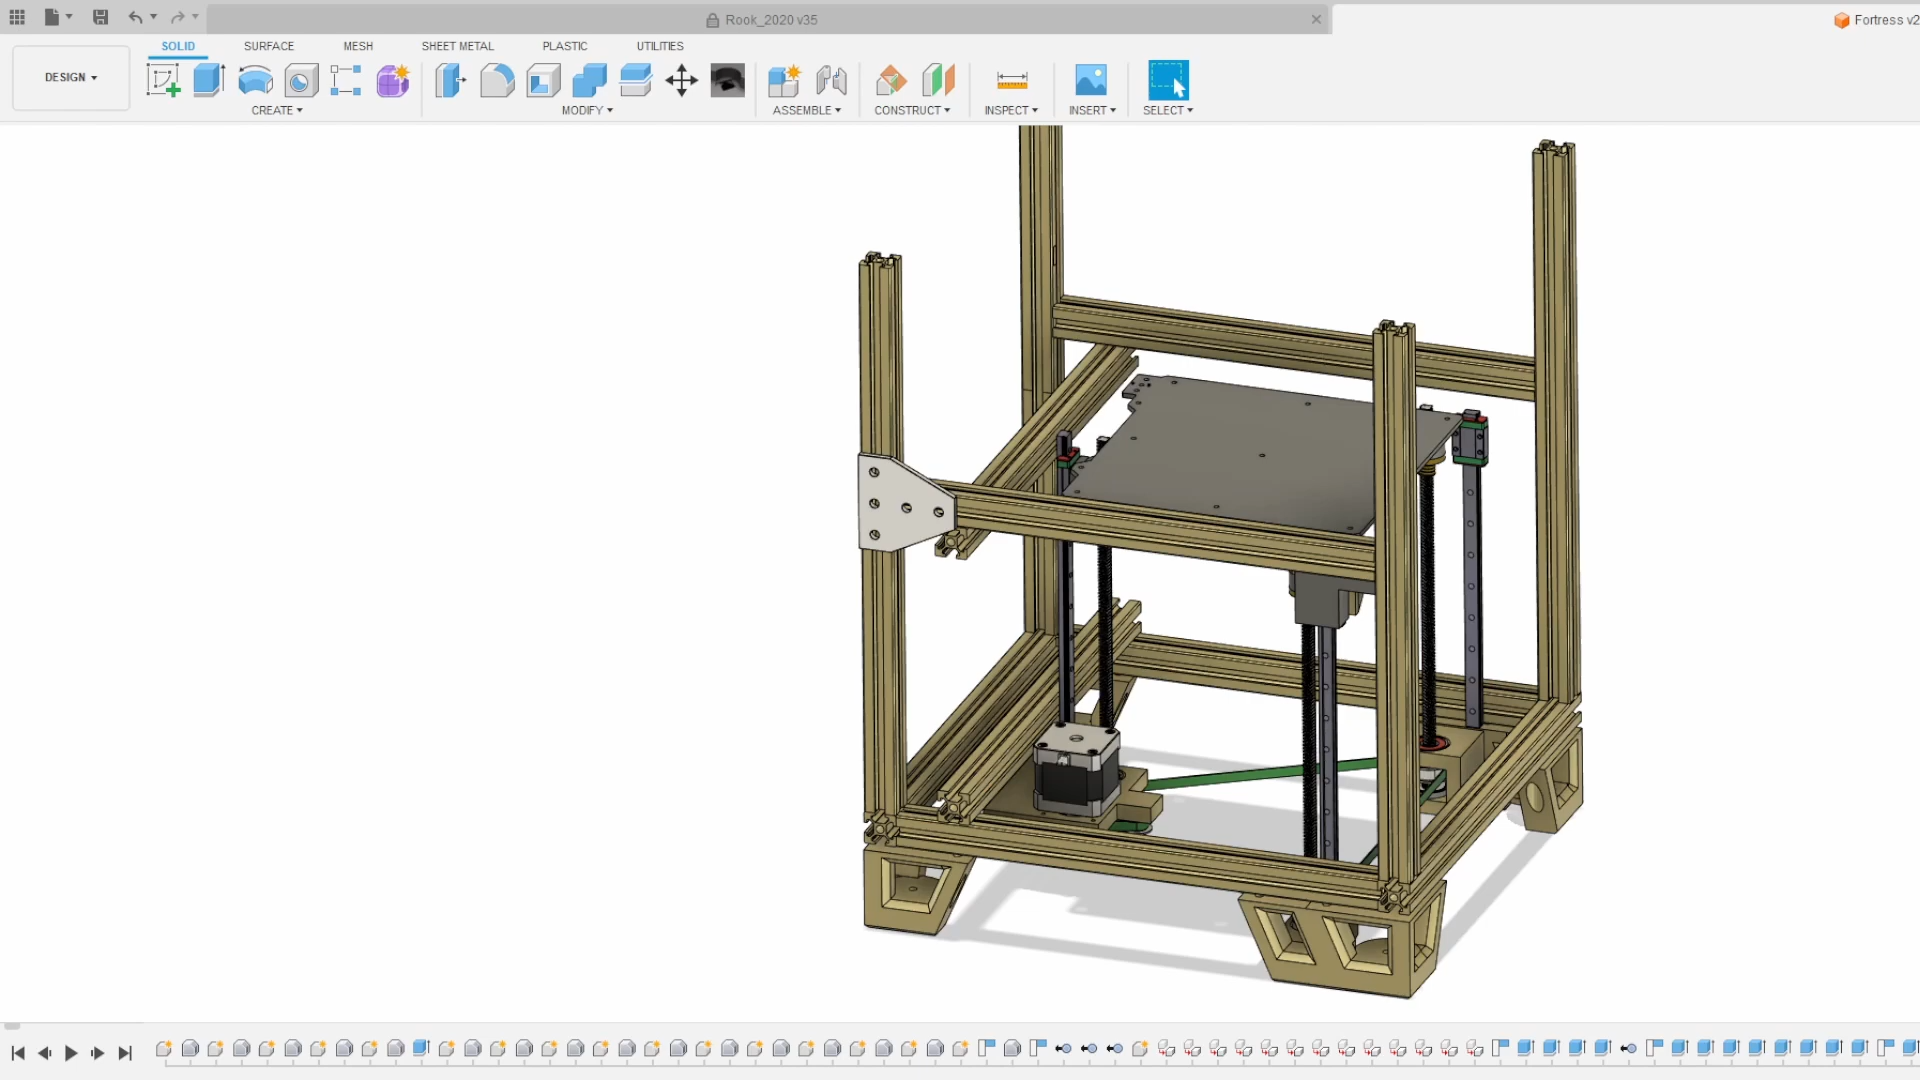 Rook_2020 v35
Fortress v2
DESIGN
SOLID
SURFACE
MESH
SHEET METAL
PLASTIC
UTILITIES
CREATE
MODIFY
ASSEMBLE
CONSTRUCT
INSPECT
INSERT
SELECT